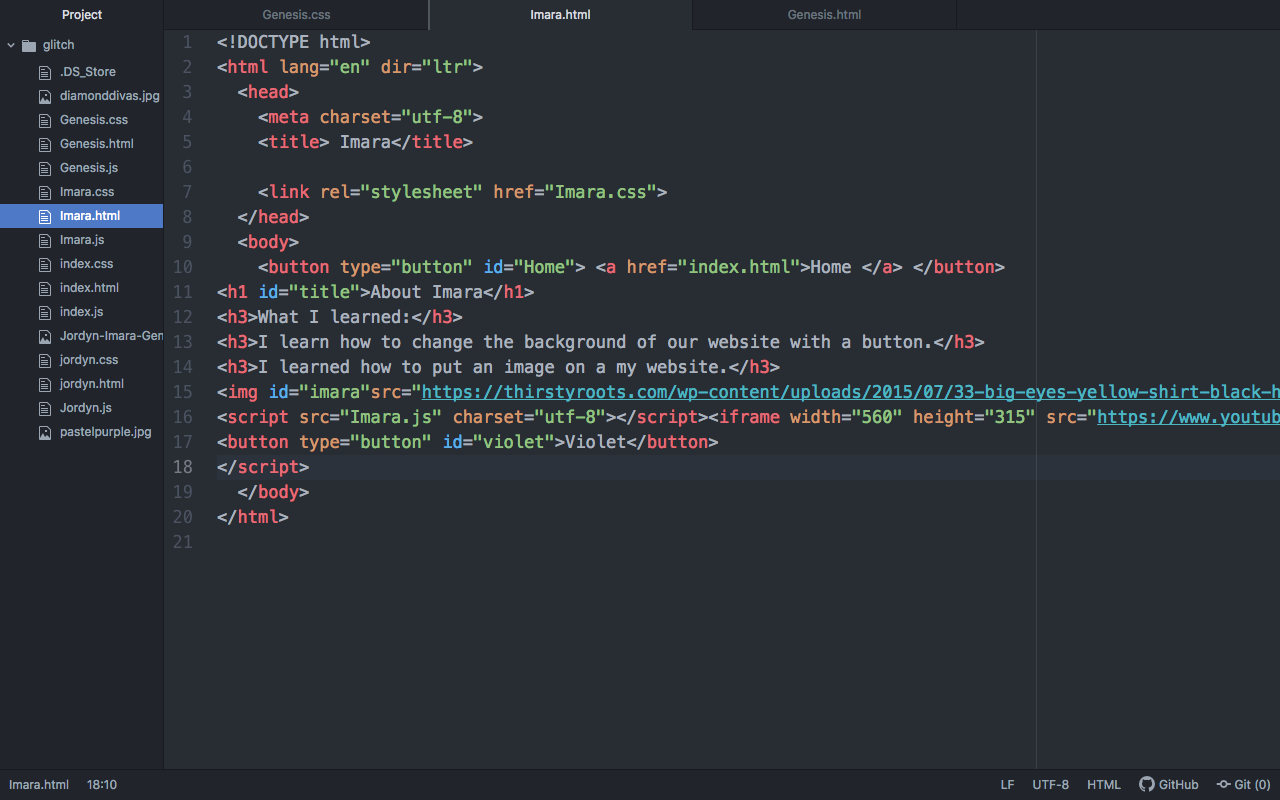 Project
Genesis.css
Imara.html
Genesis.html
glitch
.DS_Store
diamonddivas.jpg
Genesis.css
Genesis.html
Genesis.js
Imara.css
Imara.html
Imara.js
index.css
index.html
index.js
Jordyn-Imara-Gen
jordyn.css
jordyn.html
Jordyn.js
pastelpurple.jpg
1 <!DOCTYPE html>
2 <html lang="en" dir="ltr">
3 <head>
4 <meta charset="utf-8">
5 <title> Imara</title>
6
7 <link rel="stylesheet" href="Imara.css">
8 </head>
9 <body>
10 <button type="button" id="Home"> <a href="index.html">Home </a> </button>
11 <h1 id="title">About Imara</h1>
12 <h3>What I learned:</h3>
13 <h3>I learn how to change the background of our website with a button.</h3>
14 <h3>I learned how to put an image on a my website.</h3>
15 <img id="imara"src="https://thirstyroots.com/wp-content/uploads/2015/07/33-big-eyes-yellow-shirt-black-h
16 <script src="Imara.js" charset="utf-8"></script><iframe width="560" height="315" src="https://www.youtub
17 <button type="button" id="violet">Violet</button>
18 </script>
19 </body>
20 </html>
21
Imara.html 18:10
LF UTF-8 HTML GitHub Git (0)